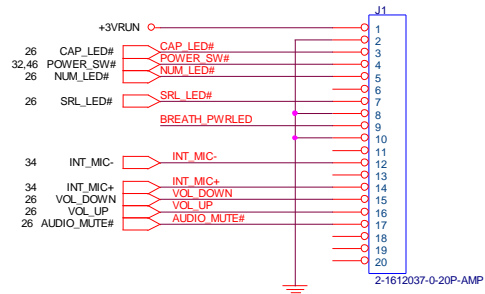 J1
+3VRUN 1
2
26 CAP_LED# CAP_LED# 3
32,46 POWER_SW# POWER_SW# 4
26 NUM_LED# NUM_LED# 5
6
26 SRL_LED# SRL_LED# 7
8
BREATH_PWRLED 9
10
11
34 INT_MIC- INT_MIC- 12
13
34 INT_MIC+ INT_MIC+ 14
26 VOL_DOWN VOL_DOWN 15
26 VOL_UP VOL_UP 16
26 AUDIO_MUTE# AUDIO_MUTE# 17
18
19
20
2-1612037-0-20P-AMP